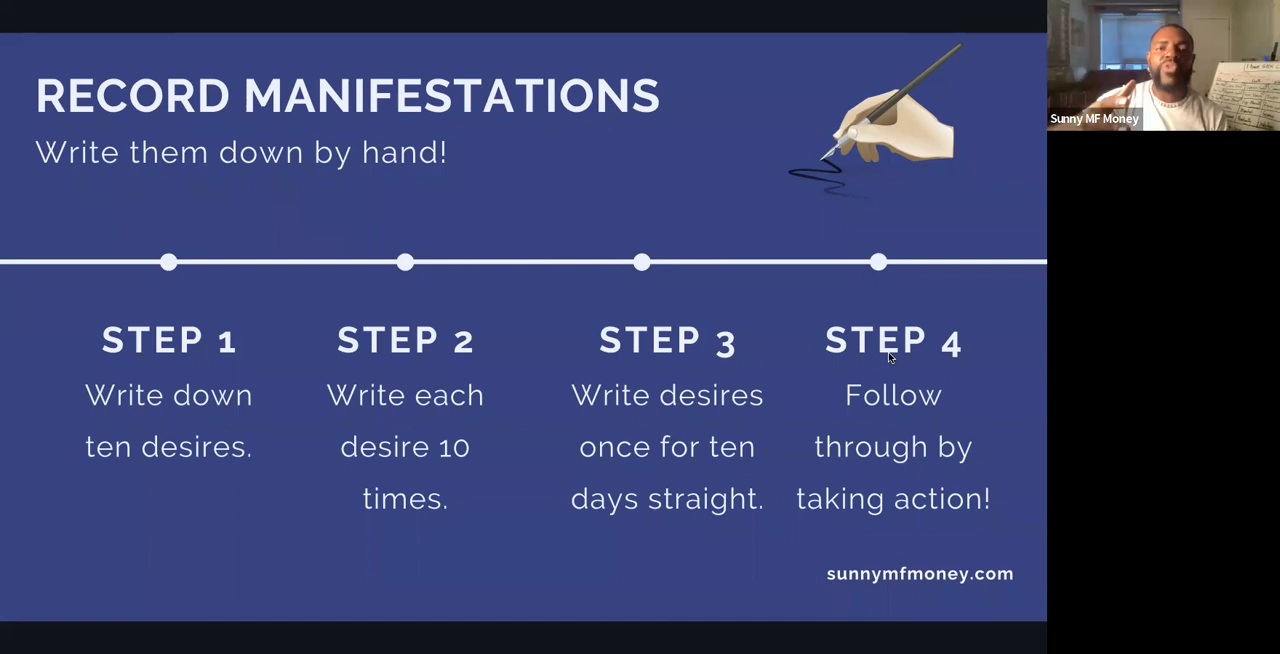 RECORD MANIFESTATIONS
Write them down by hand!
STEP 1
Write down
ten desires.
STEP 2
Write each
desire 10
times.
STEP 3
Write desires
once for ten
days straight.
STEP 4
Follow
through by
taking action!
sunnymfmoney.com
Sunny MF Money